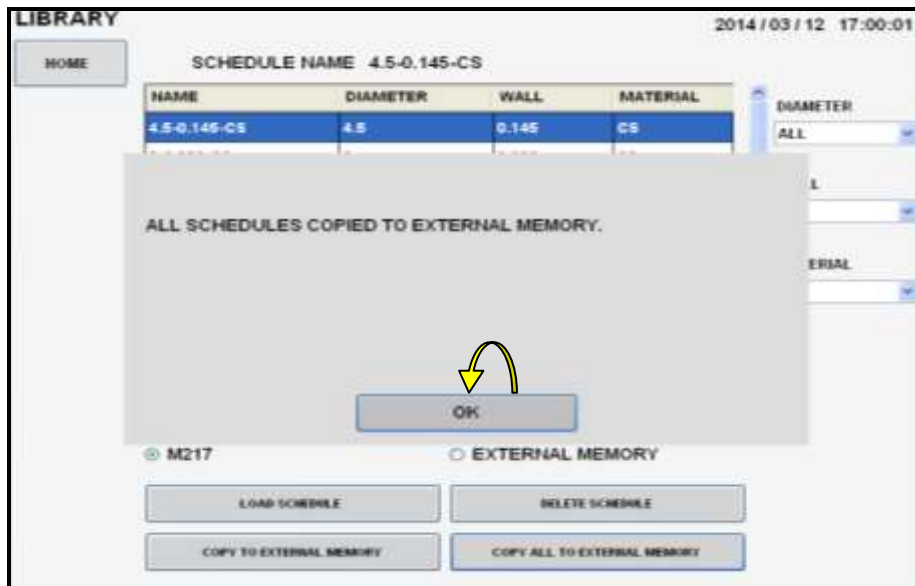 LIBRARY
2014/03/12 17:00:01
HOME
SCHEDULE NAME 4.5-0.145-CS
NAME DIAMETER WALL MATERIAL
DIAMETER
4.5-0.145-CS 4.5 0.145 CS
ALL
L
ALL SCHEDULES COPIED TO EXTERNAL MEMORY.
ERIAL
OK
M217 EXTERNAL MEMORY
LOAD SCHEDULE DELETE SCHEDULE
COPY TO EXTERNAL MEMORY COPY ALL TO EXTERNAL MEMORY